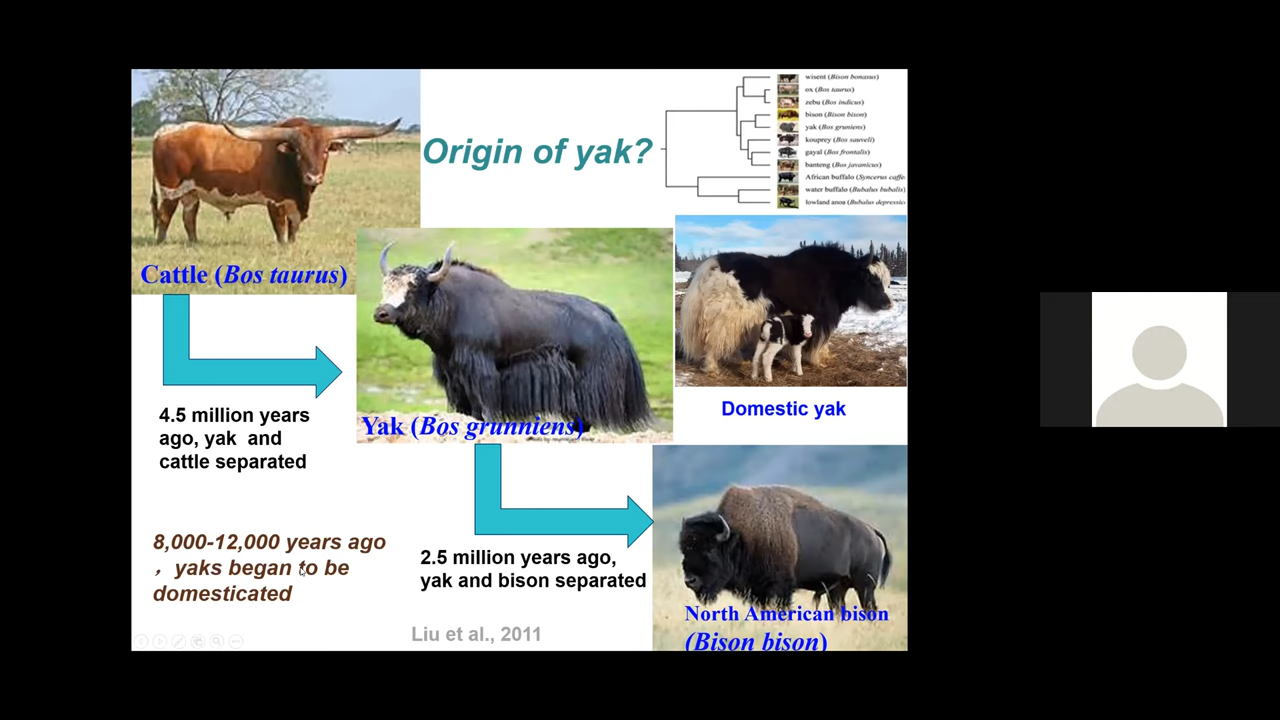 Origin of yak?
wisent (Bison bonasus)
ox (Bos taurus)
zebu (Bos indicus)
bison (Bison bison)
yak (Bos gruniens)
kouprey (Bos sauveli)
gayal (Bos frontalis)
banteng (Bos javanicus)
African buffalo (Syncerus caffe
water buffalo (Bubalus bubalis)
lowland anoa (Bubalus depressic
Cattle (Bos taurus)
Yak (Bos grunniens)
Domestic yak
4.5 million years
ago, yak and
cattle separated
8,000-12,000 years ago
，yaks began to be
domesticated
2.5 million years ago,
yak and bison separated
North American bison
(Bison bison)
Liu et al., 2011